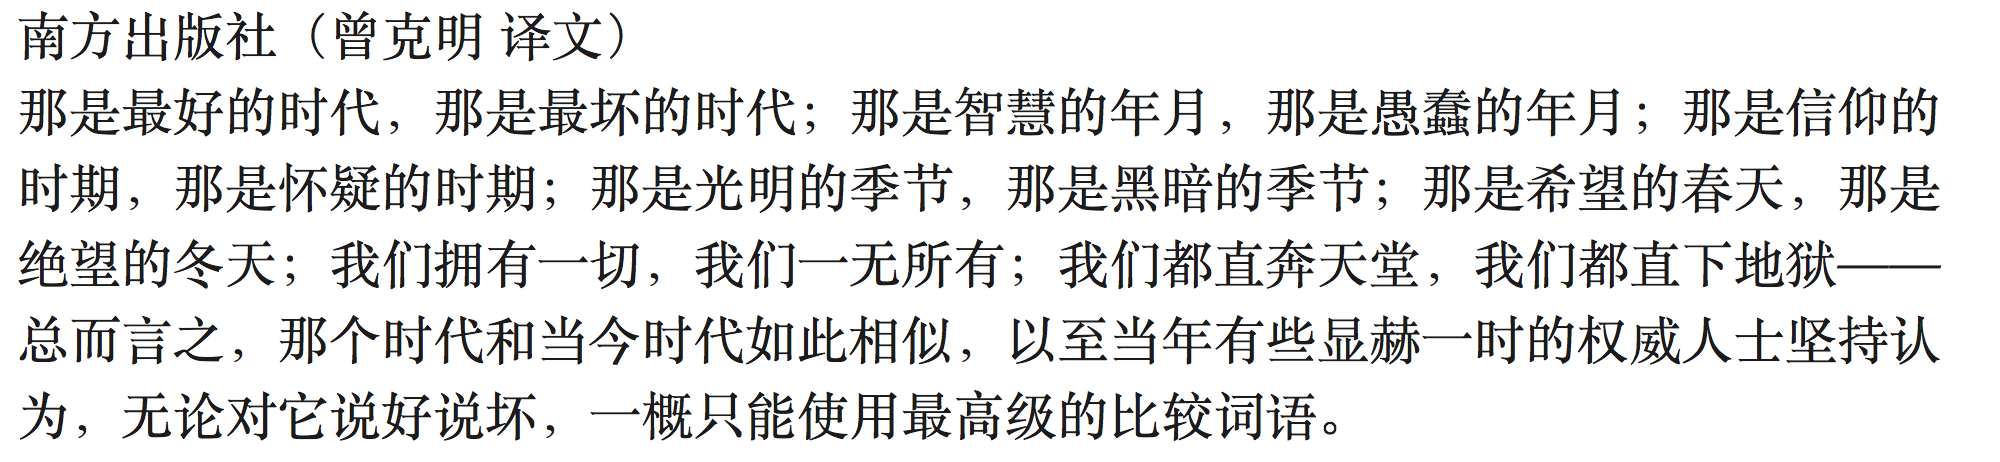 南方出版社（曾克明 译文）
那是最好的时代，那是最坏的时代；那是智慧的年月，那是愚蠢的年月；那是信仰的
时期，那是怀疑的时期；那是光明的季节，那是黑暗的季节；那是希望的春天，那是
绝望的冬天；我们拥有一切，我们一无所有；我们都直奔天堂，我们都直下地狱——
总而言之，那个时代和当今时代如此相似，以至当年有些显赫一时的权威人士坚持认
为，无论对它说好说坏，一概只能使用最高级的比较词语。